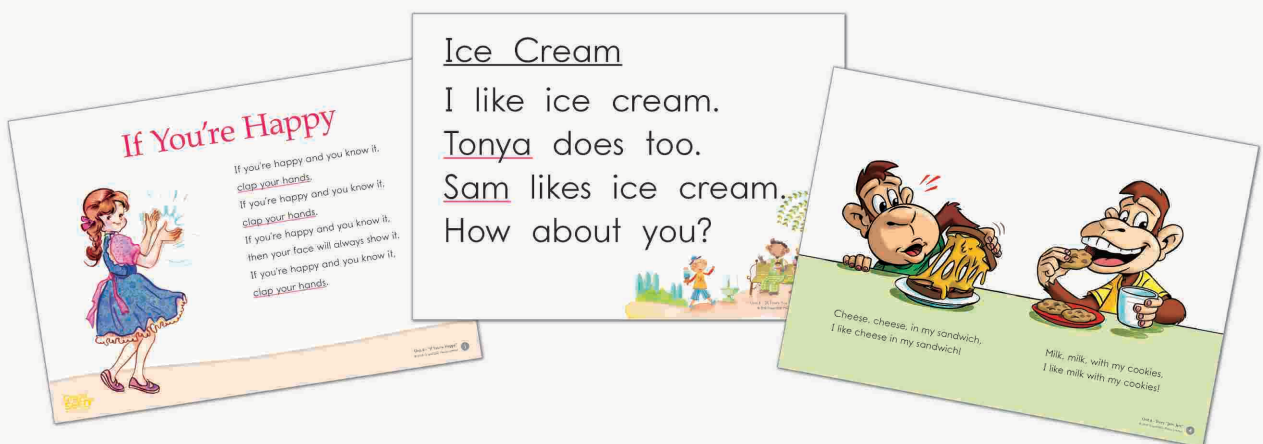 If You're Happy
If you're happy and you know it,
clap your hands.
If you're happy and you know it,
clap your hands.
If you're happy and you know it,
then your face will always show it,
If you're happy and you know it,
clap your hands.
Ice Cream
I like ice cream.
Tonya does too.
Sam likes ice cream.
How about you?
Cheese, cheese, in my sandwich,
I like cheese in my sandwich!
Milk, milk, with my cookies,
I like milk with my cookies!